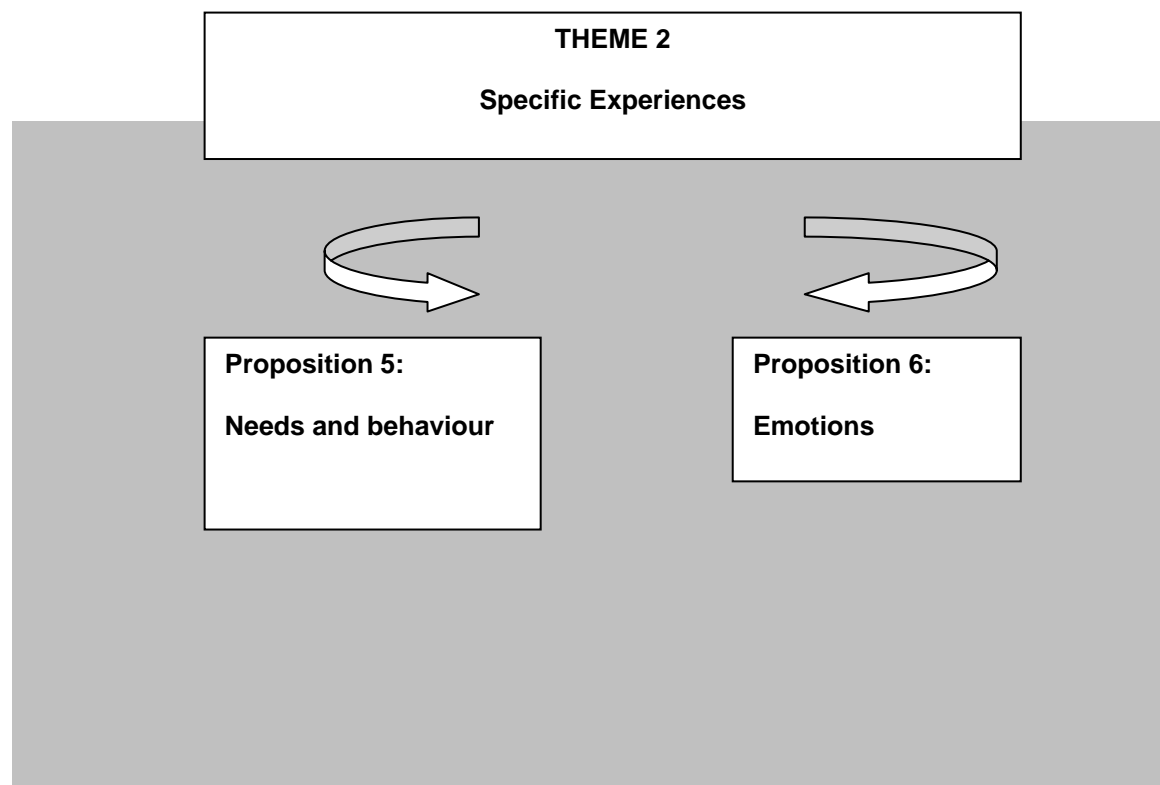 THEME 2
Specific Experiences
Proposition 5:
Needs and behaviour
Proposition 6:
Emotions